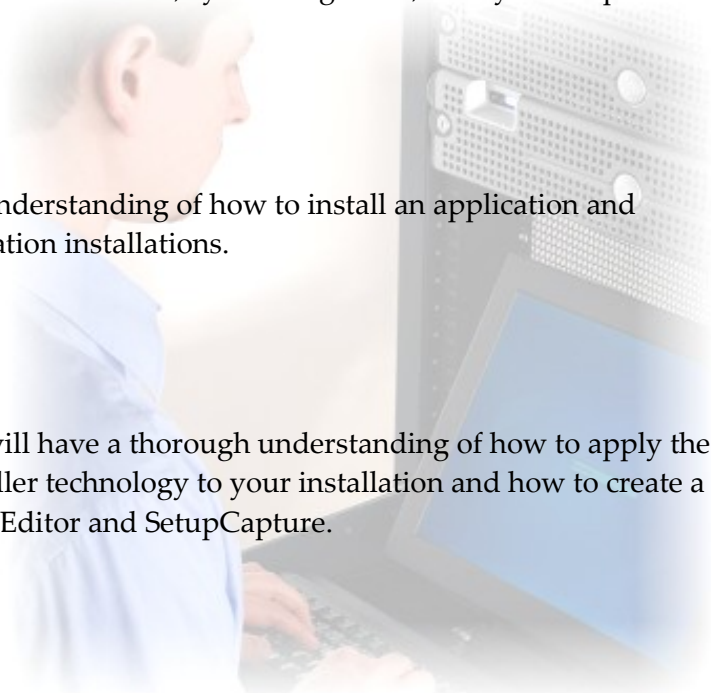 nderstanding of how to install an application and
ation installations.
vill have a thorough understanding of how to apply the
ller technology to your installation and how to create a
Editor and SetupCapture.